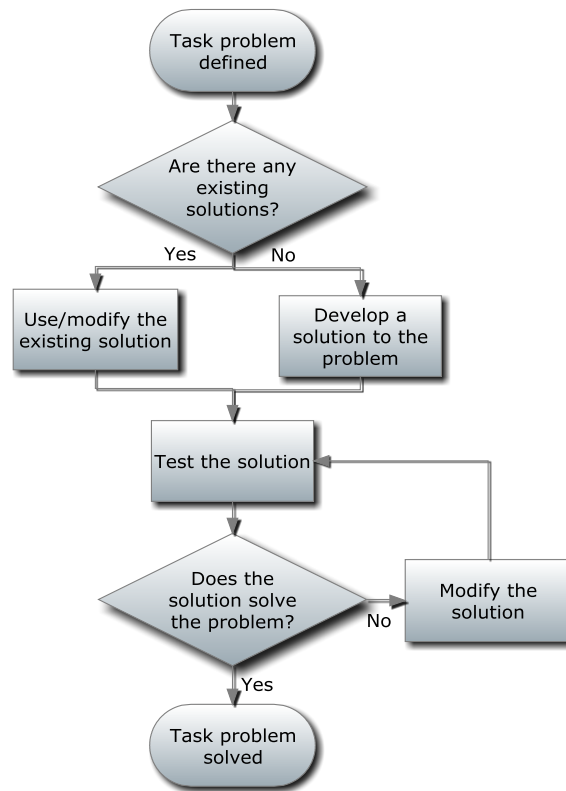 Task problem
defined
Are there any
existing
solutions?
Yes
No
Use/modify the
existing solution
Develop a
solution to the
problem
Test the solution
Does the
solution solve
the problem?
No
Modify the
solution
Yes
Task problem
solved